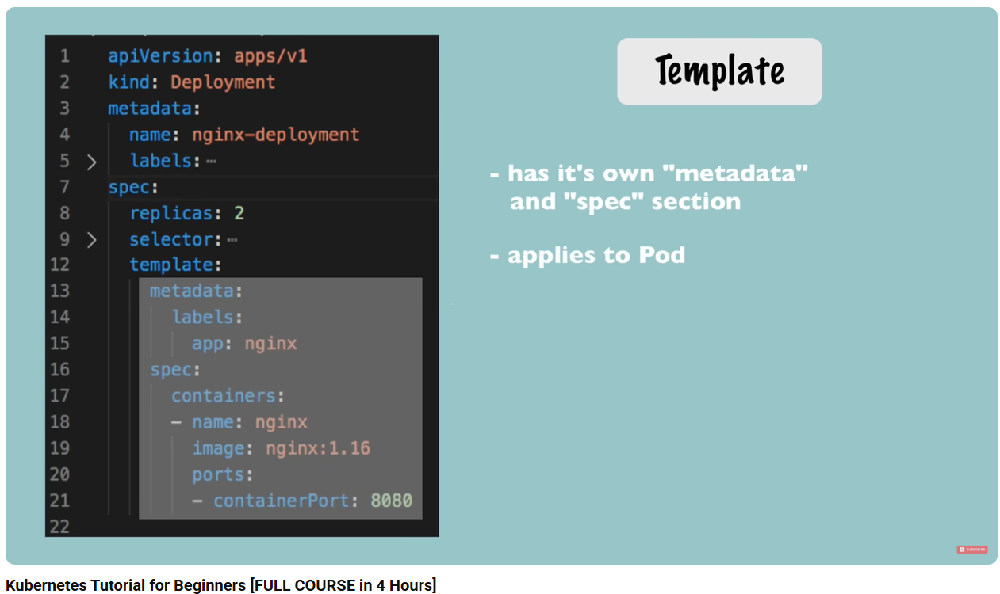 1 apiVersion: apps/v1
2 kind: Deployment
3 metadata:
4   name: nginx-deployment
5 > labels:⋯
7 spec:
8   replicas: 2
9 > selector:⋯
12   template:
13     metadata:
14       labels:
15         app: nginx
16     spec:
17       containers:
18       - name: nginx
19         image: nginx:1.16
20         ports:
21         - containerPort: 8080
22
Template
- has it's own "metadata"
and "spec" section
- applies to Pod
SUBSCRIBE
Kubernetes Tutorial for Beginners [FULL COURSE in 4 Hours]